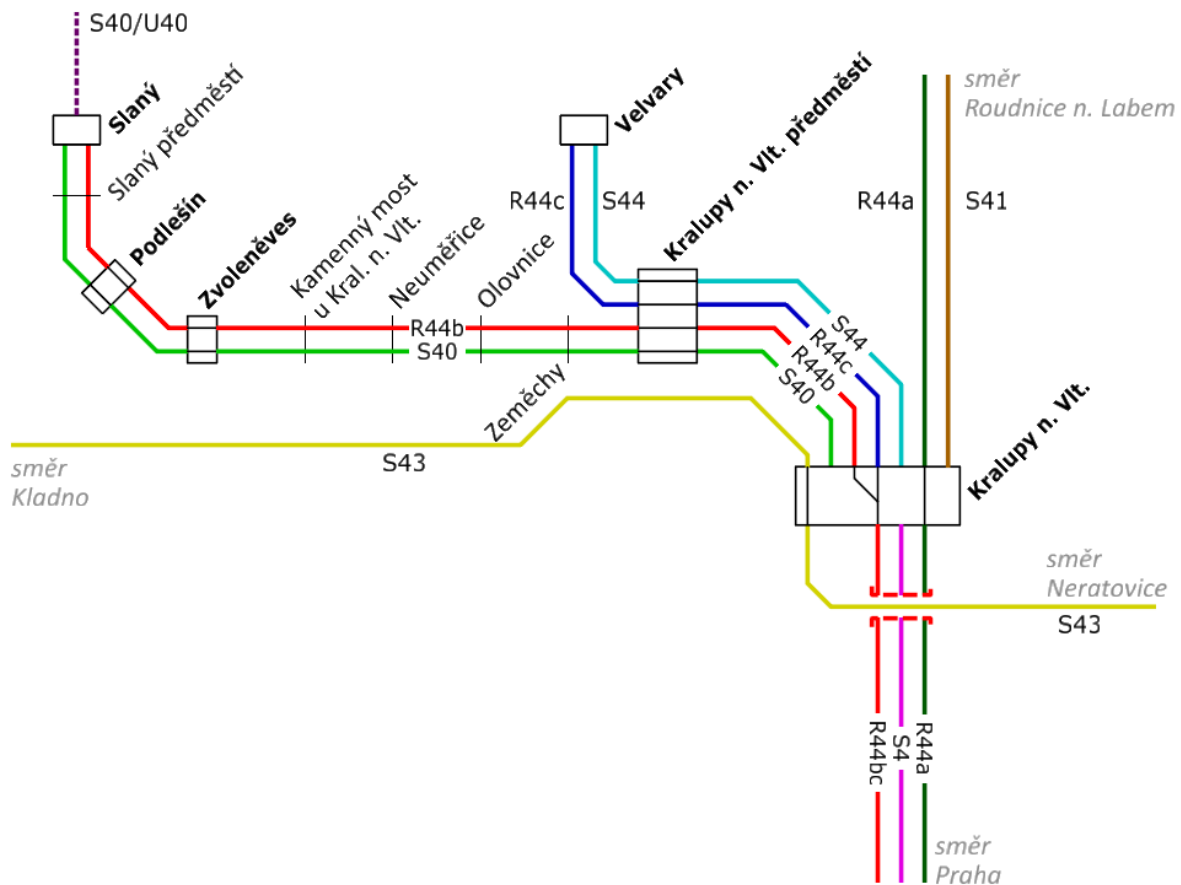 S40/U40
Slaný
Slaný předměstí
Podlešín
Zvoleněves
Kamenný most
u Kral. n. Vlt.
Neuměřice
Olovnice
Zeměchy
Velvary
R44c
S44
Kralupy n. Vlt. předměstí
R44a
S41
směr
Roudnice n. Labem
R44b
S40
S44
R44c
R44b
S40
směr
Kladno
S43
Kralupy n. Vlt.
směr
Neratovice
S43
R44bc
S4
R44a
směr
Praha